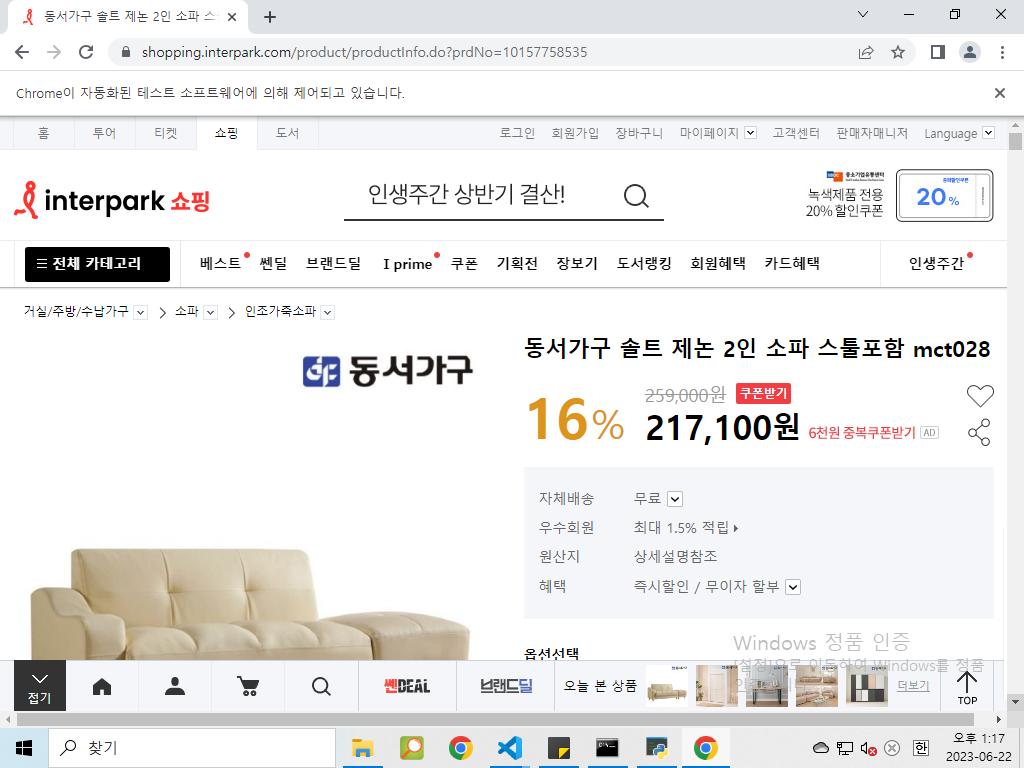 동서가구 솔트 제논 2인 소파 스
shopping.interpark.com/product/productInfo.do?prdNo=10157758535
Chrome이 자동화된 테스트 소프트웨어에 의해 제어되고 있습니다.
홈 투어 티켓 쇼핑 도서 로그인 회원가입 장바구니 마이페이지 고객센터 판매자매니저 Language
interpark 쇼핑
인생주간 상반기 결산!
중소기업유통센터
녹색제품 전용
20% 할인쿠폰
중복할인쿠폰
20%
전체 카테고리 베스트 쎈딜 브랜드딜 I prime 쿠폰 기획전 장보기 도서랭킹 회원혜택 카드혜택 인생주간
거실/주방/수납가구 소파 인조가죽소파
동서가구
동서가구 솔트 제논 2인 소파 스툴포함 mct028
16%
259,000원 쿠폰받기
217,100원 6천원 중복쿠폰받기 AD
자체배송 무료
우수회원 최대 1.5% 적립
원산지 상세설명참조
혜택 즉시할인 / 무이자 할부
옵션선택
Windows 정품 인증
[설정]으로 이동하여 Windows를 정품
접기
쎈DEAL
브랜드딜
오늘 본 상품
더보기
TOP
찾기
한
오후 1:17
2023-06-22